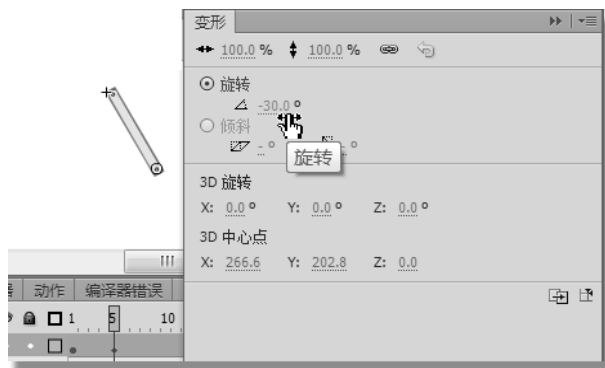 变形
100.0 % 100.0 %
旋转
-30.0 °
倾斜
- ° - °
旋转
3D 旋转
X: 0.0 ° Y: 0.0 ° Z: 0.0 °
3D 中心点
X: 266.6 Y: 202.8 Z: 0.0
动作 编译器错误
1 5 10